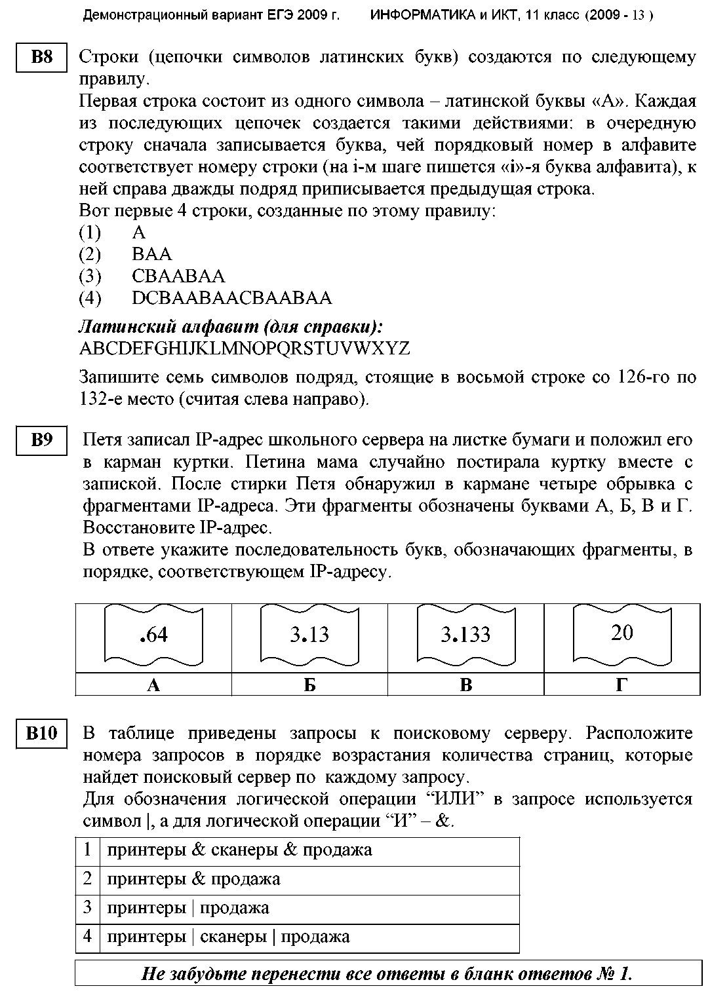 Демонстрационный вариант ЕГЭ 2009 г. ИНФОРМАТИКА и ИКТ, 11 класс (2009 - 13 )
B8 Строки (цепочки символов латинских букв) создаются по следующему
правилу.
Первая строка состоит из одного символа – латинской буквы «A». Каждая
из последующих цепочек создается такими действиями: в очередную
строку сначала записывается буква, чей порядковый номер в алфавите
соответствует номеру строки (на i-м шаге пишется «i»-я буква алфавита), к
ней справа дважды подряд приписывается предыдущая строка.
Вот первые 4 строки, созданные по этому правилу:
(1) A
(2) BAA
(3) CBAABAA
(4) DCBAABAACBAABAA
Латинский алфавит (для справки):
ABCDEFGHIJKLMNOPQRSTUVWXYZ
Запишите семь символов подряд, стоящие в восьмой строке со 126-го по
132-е место (считая слева направо).
B9 Петя записал IP-адрес школьного сервера на листке бумаги и положил его
в карман куртки. Петина мама случайно постирала куртку вместе с
запиской. После стирки Петя обнаружил в кармане четыре обрывка с
фрагментами IP-адреса. Эти фрагменты обозначены буквами А, Б, В и Г.
Восстановите IP-адрес.
В ответе укажите последовательность букв, обозначающих фрагменты, в
порядке, соответствующем IP-адресу.
.64 3.13 3.133 20
А Б В Г
B10 В таблице приведены запросы к поисковому серверу. Расположите
номера запросов в порядке возрастания количества страниц, которые
найдет поисковый сервер по каждому запросу.
Для обозначения логической операции “ИЛИ” в запросе используется
символ |, а для логической операции “И” – &.
1 принтеры & сканеры & продажа
2 принтеры & продажа
3 принтеры | продажа
4 принтеры | сканеры | продажа
Не забудьте перенести все ответы в бланк ответов № 1.